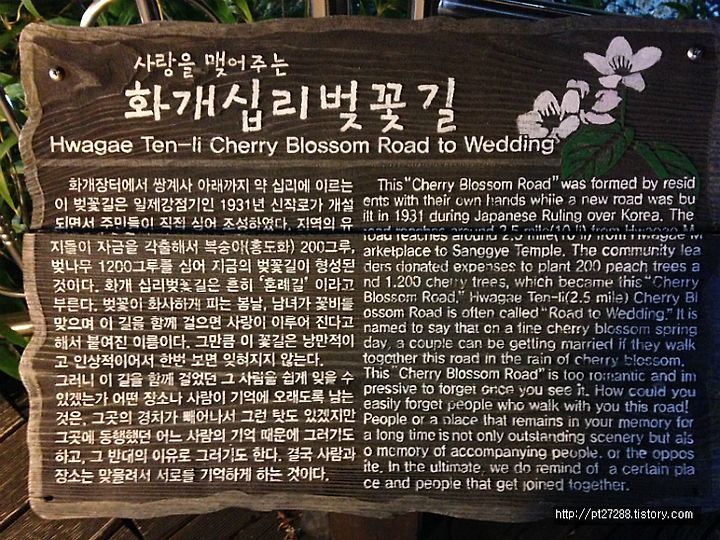 사랑을 맺어주는
화개십리벚꽃길
Hwagae Ten-li Cherry Blossom Road to Wedding
화개장터에서 쌍계사 아래까지 약 십리에 이르는
이 벚꽃길은 일제강점기인 1931년 신작로가 개설
되면서 주민들이 직접 심어 조성하였다. 지역의 유
지들이 자금을 각출해서 복숭아(홍도화) 200그루,
벚나무 1200그루를 심어 지금의 벚꽃길이 형성된
것이다. 화개 십리벚꽃길은 흔히 '혼례길' 이라고
부른다. 벚꽃이 화사하게 피는 봄날, 남녀가 꽃비를
맞으며 이 길을 함께 걸으면 사랑이 이루어 진다고
해서 붙여진 이름이다. 그만큼 이 꽃길은 낭만적이
고 인상적이어서 한번 보면 잊혀지지 않는다.
그러니 이 길을 함께 걸었던 그 사람을 쉽게 잊을 수
있겠는가 어떤 장소나 사람이 기억에 오래도록 남는
것은, 그곳의 경치가 빼어나서 그런 탓도 있겠지만
그곳에 동행했던 어느 사람의 기억 때문에 그러기도
하고, 그 반대의 이유로 그러기도 한다. 결국 사람과
장소는 맞물려서 서로를 기억하게 하는 것이다.
This "Cherry Blossom Road" was formed by resid
ents with their own hands while a new road was bu
ilt in 1931 during Japanese Ruling over Korea. The
road reaches around 2.5 mile(10 li) from Hwagae M
arketplace to Sanggye Temple. The community lea
ders donated expenses to plant 200 peach trees a
nd 1,200 cherry trees, which became this "Cherry
Blossom Road." Hwagae Ten-li(2.5 mile) Cherry Bl
ossom Road is often called "Road to Wedding." It is
named to say that on a fine cherry blossom spring
day, a couple can be getting married if they walk
together this road in the rain of cherry blossom.
This "Cherry Blossom Road" is too romantic and im
pressive to forget once you see it. How could you
easily forget people who walk with you this road!
People or a place that remains in your memory for
a long time is not only outstanding scenery but als
o memory of accompanying people. or the oppos
ite. In the ultimate, we do remind of a certain pla
ce and people that get joined together.
http://pt27288.tistory.com